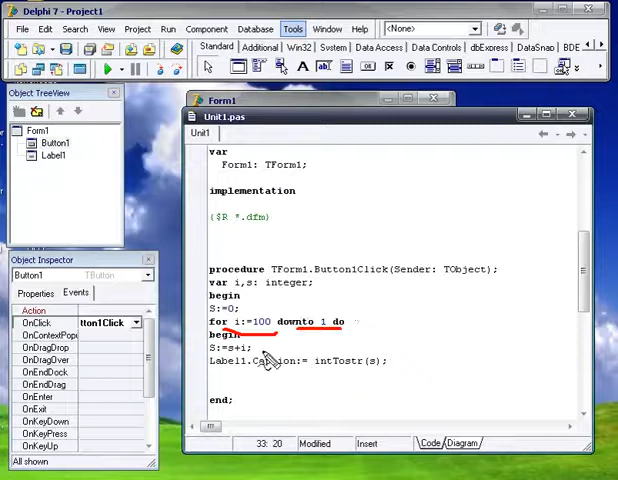 Delphi 7 - Project1
File Edit Search View Project Run Component Database Tools Window Help
<None>
Standard Additional Win32 System Data Access Data Controls dbExpress DataSnap BDE
Object TreeView
Form1
Button1
Label1
Object Inspector
Button1 TButton
Properties Events
Action
OnClick tton1Click
OnContextPopu
OnDragDrop
OnDragOver
OnEndDock
OnEndDrag
OnEnter
OnExit
OnKeyDown
OnKeyPress
OnKeyUp
All shown
Form1
Unit1.pas
Unit1
var
Form1: TForm1;
implementation
{$R *.dfm}
procedure TForm1.Button1Click(Sender: TObject);
var i,s: integer;
begin
S:=0;
for i:=100 downto 1 do
begin
S:=s+i;
Label1.Caption:= intTostr(s);
end;
33: 20 Modified Insert Code Diagram